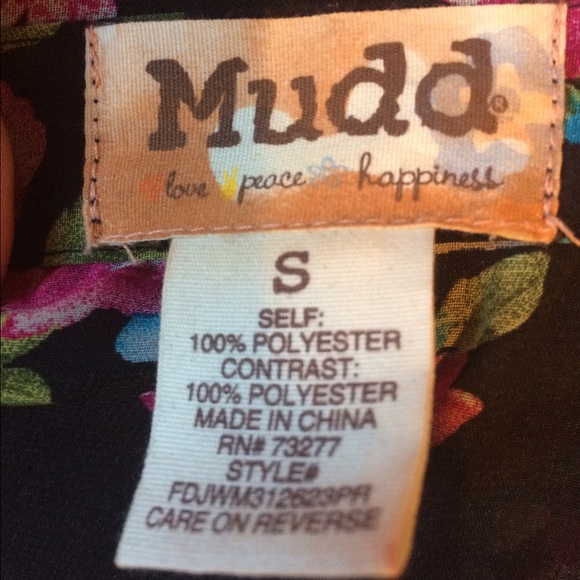 Mudd®
love peace happiness
S
SELF:
100% POLYESTER
CONTRAST:
100% POLYESTER
MADE IN CHINA
RN# 73277
STYLE#
FDJWM312623PR
CARE ON REVERSE